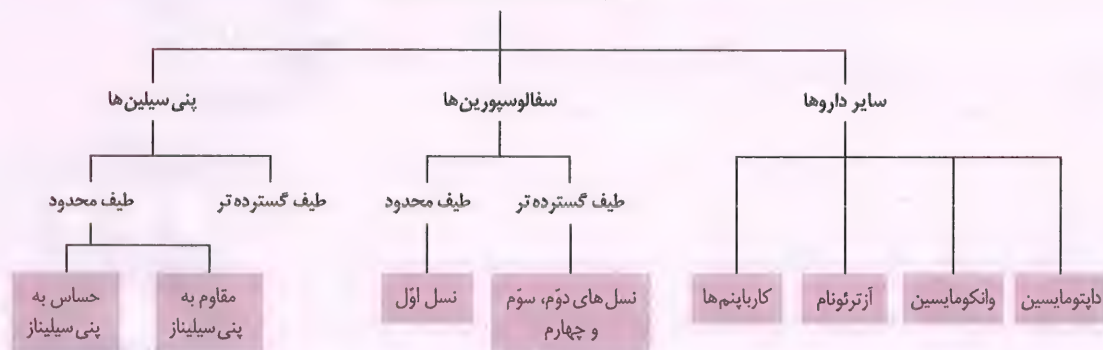 پنی‌سیلین‌ها
سفالوسپورین‌ها
سایر داروها
طیف محدود
طیف گسترده‌تر
طیف محدود
طیف گسترده‌تر
حساس به
پنی‌سیلیناز
مقاوم به
پنی‌سیلیناز
نسل اوّل
نسل‌های دوّم، سوّم
و چهارم
کارباپنم‌ها
آزترئونام
وانکومایسین
داپتومایسین